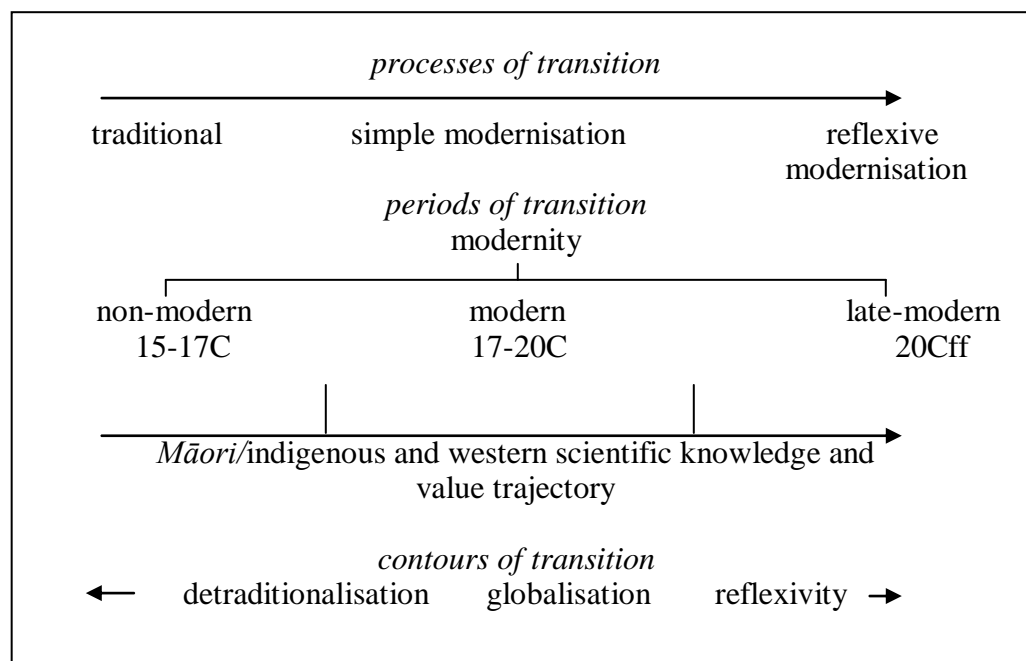 processes of transition
traditional simple modernisation reflexive
modernisation
periods of transition
modernity
non-modern modern late-modern
15-17C 17-20C 20Cff
Māori/indigenous and western scientific knowledge and
value trajectory
contours of transition
detraditionalisation globalisation reflexivity